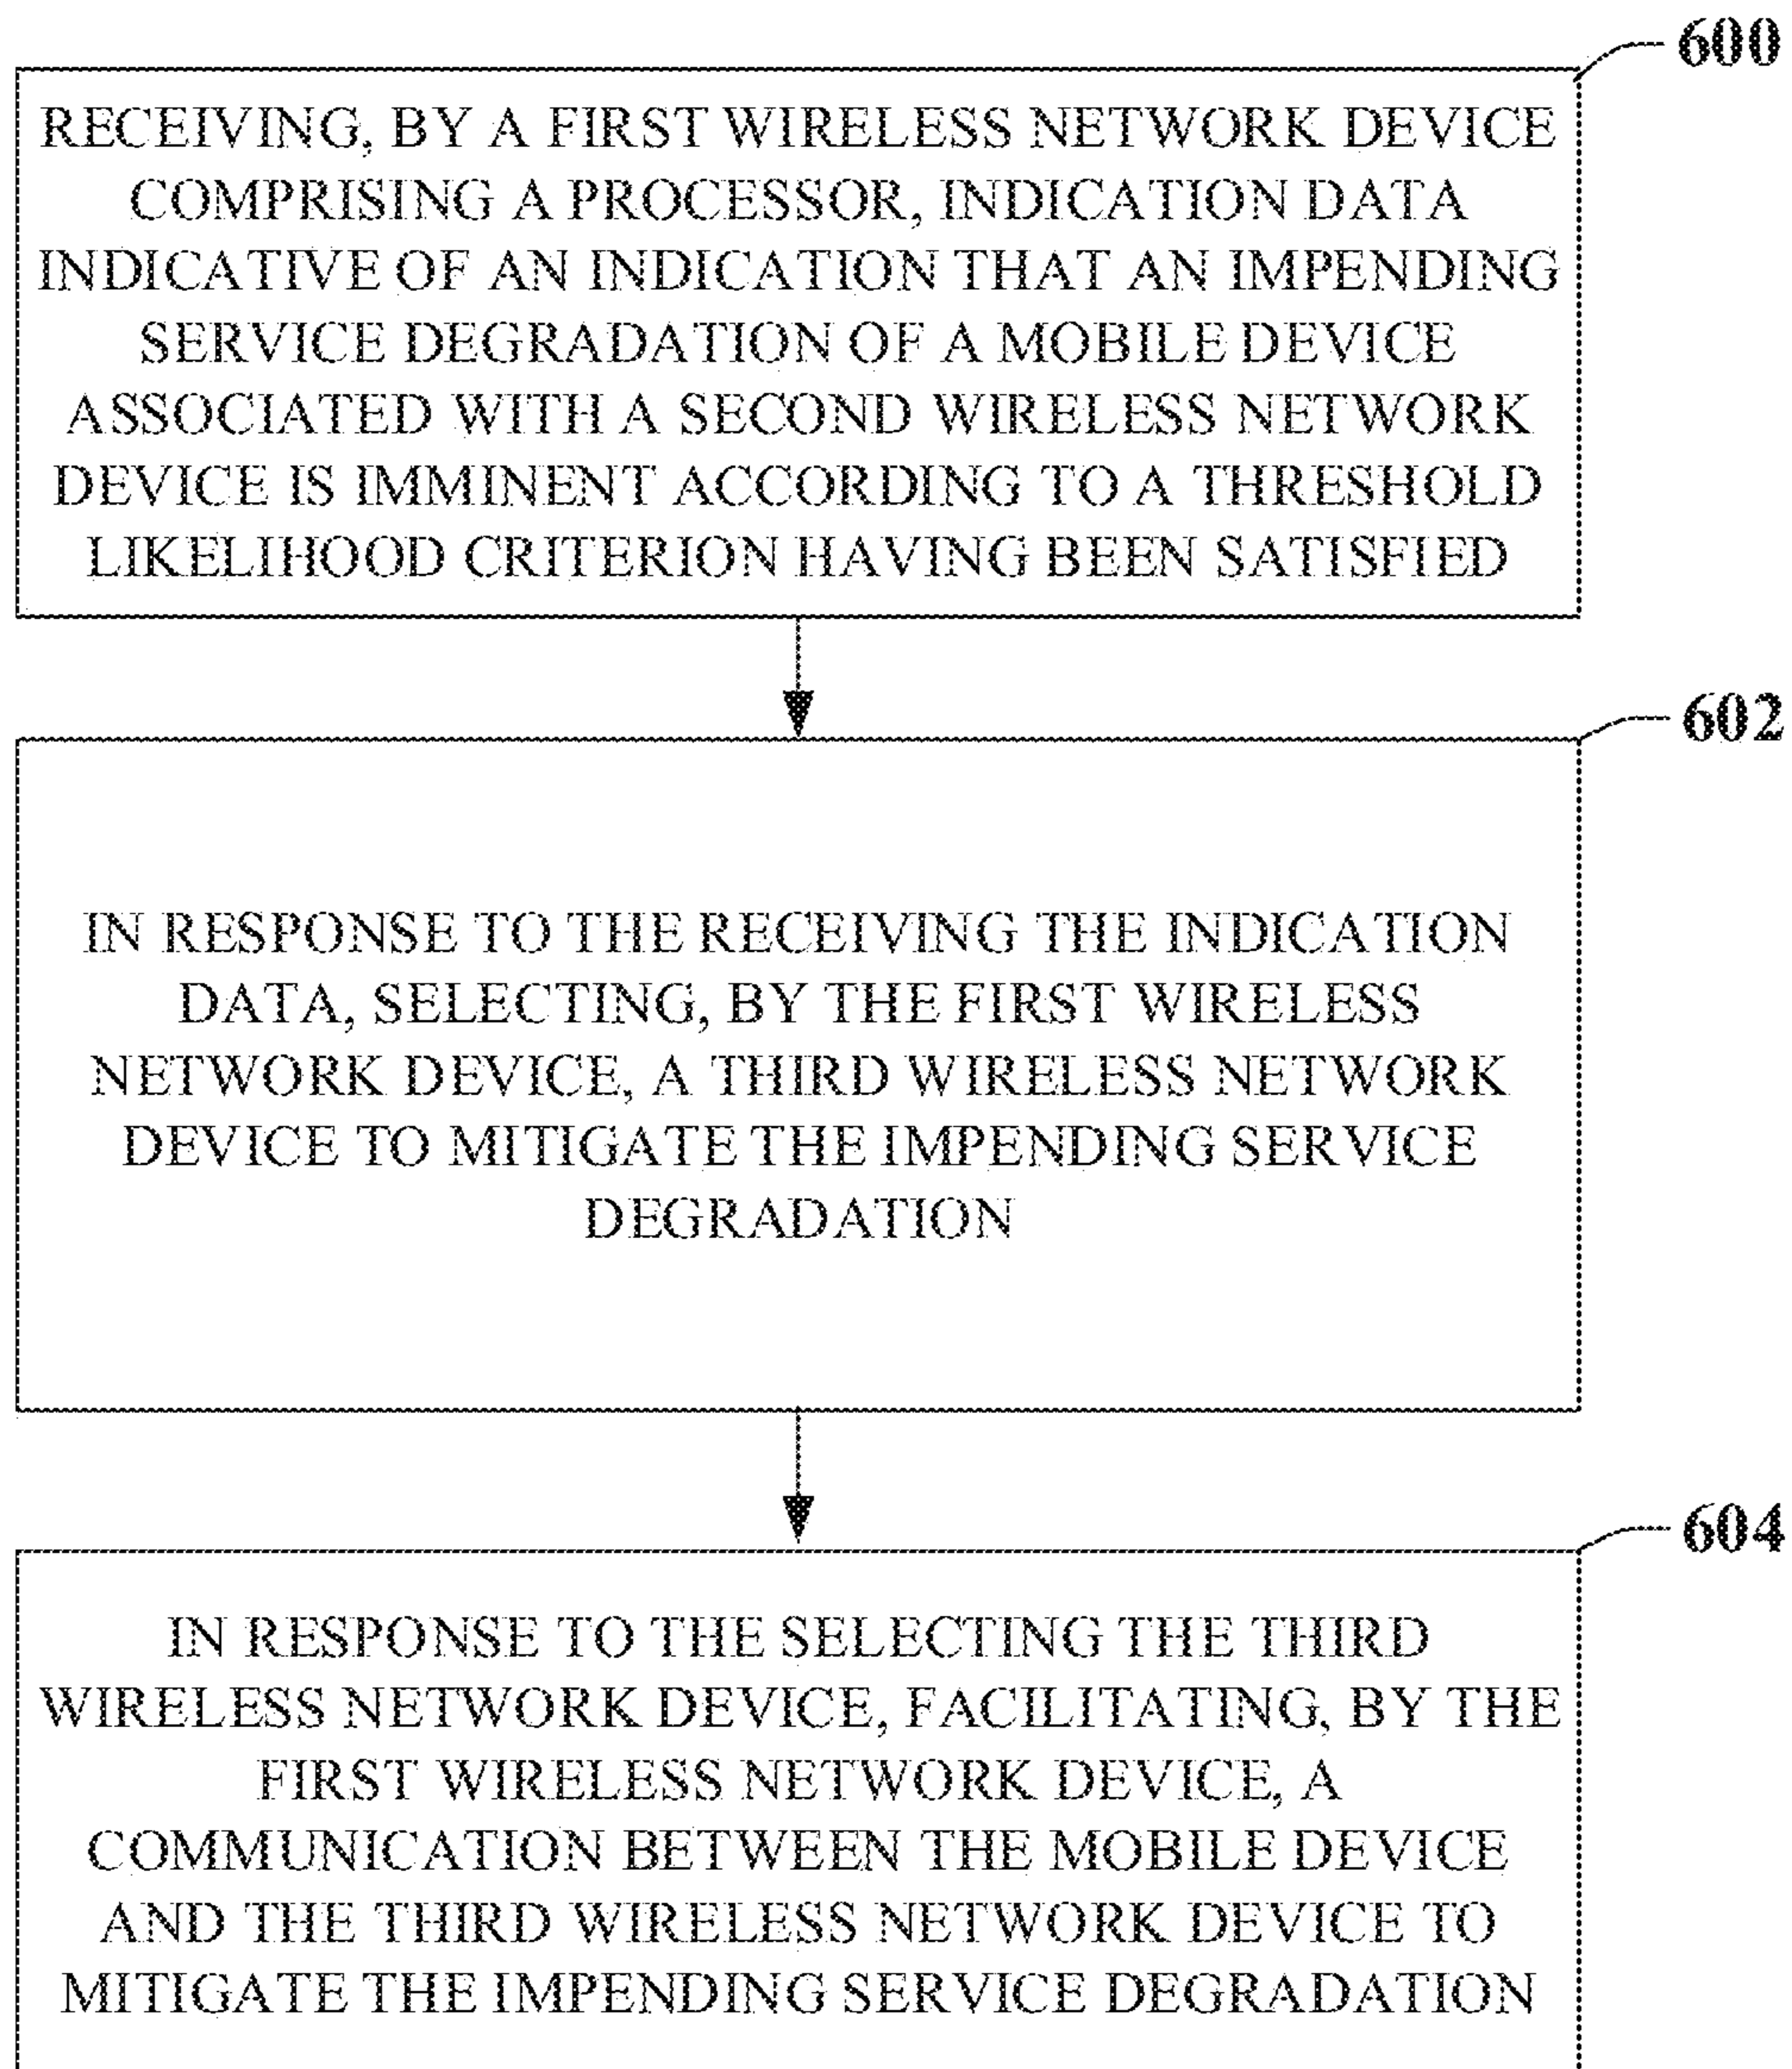 600
RECEIVING, BY A FIRST WIRELESS NETWORK DEVICE
COMPRISING A PROCESSOR, INDICATION DATA
INDICATIVE OF AN INDICATION THAT AN IMPENDING
SERVICE DEGRADATION OF A MOBILE DEVICE
ASSOCIATED WITH A SECOND WIRELESS NETWORK
DEVICE IS IMMINENT ACCORDING TO A THRESHOLD
LIKELIHOOD CRITERION HAVING BEEN SATISFIED
602
IN RESPONSE TO THE RECEIVING THE INDICATION
DATA, SELECTING, BY THE FIRST WIRELESS
NETWORK DEVICE, A THIRD WIRELESS NETWORK
DEVICE TO MITIGATE THE IMPENDING SERVICE
DEGRADATION
604
IN RESPONSE TO THE SELECTING THE THIRD
WIRELESS NETWORK DEVICE, FACILITATING, BY THE
FIRST WIRELESS NETWORK DEVICE, A
COMMUNICATION BETWEEN THE MOBILE DEVICE
AND THE THIRD WIRELESS NETWORK DEVICE TO
MITIGATE THE IMPENDING SERVICE DEGRADATION